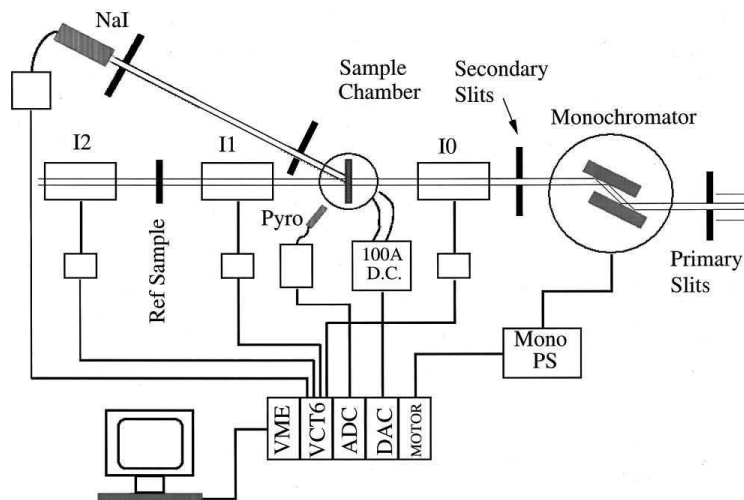 NaI
Sample
Chamber
Secondary
Slits
Monochromator
I2
I1
I0
Ref Sample
Pyro
100A
D.C.
Primary
Slits
Mono
PS
VME
VCT6
ADC
DAC
MOTOR